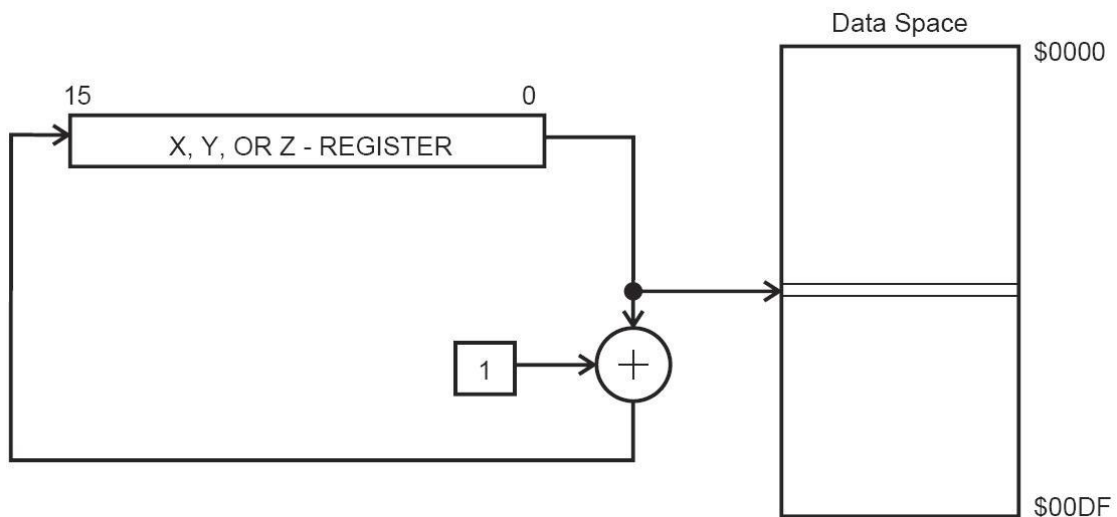 Data Space
$0000
15 0
X, Y, OR Z - REGISTER
1
+
$00DF